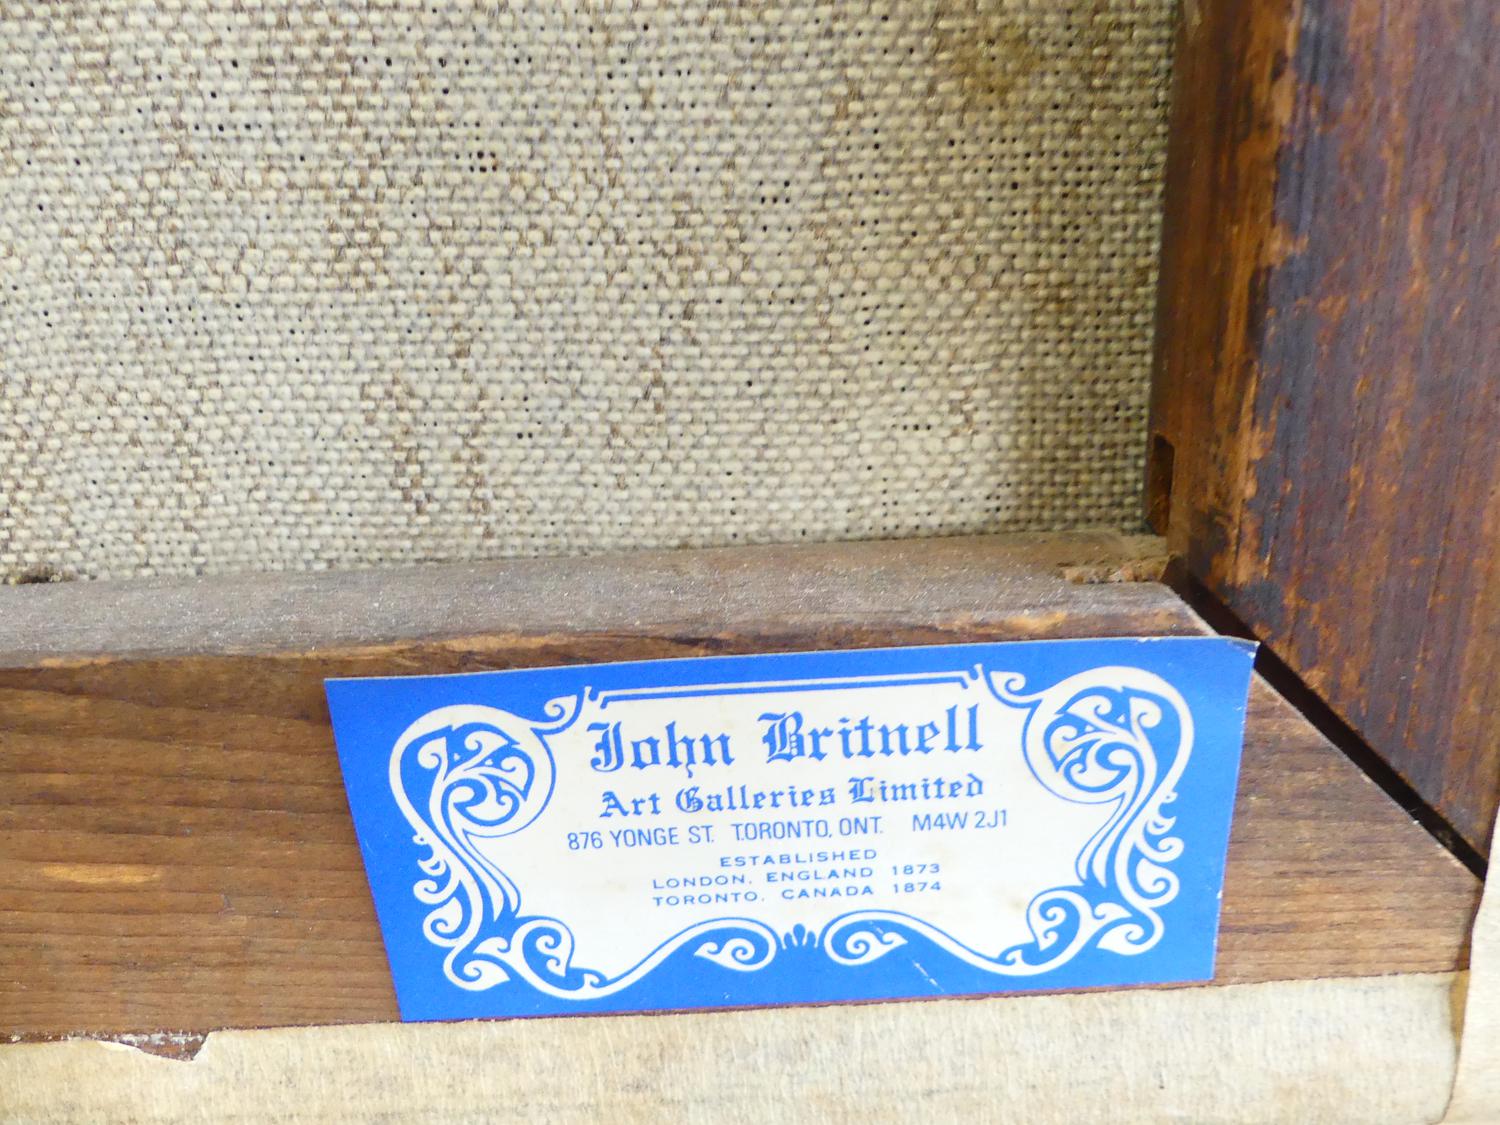 John Britnell
Art Galleries Limited
876 YONGE ST. TORONTO, ONT. M4W 2J1
ESTABLISHED
LONDON, ENGLAND 1873
TORONTO, CANADA 1874